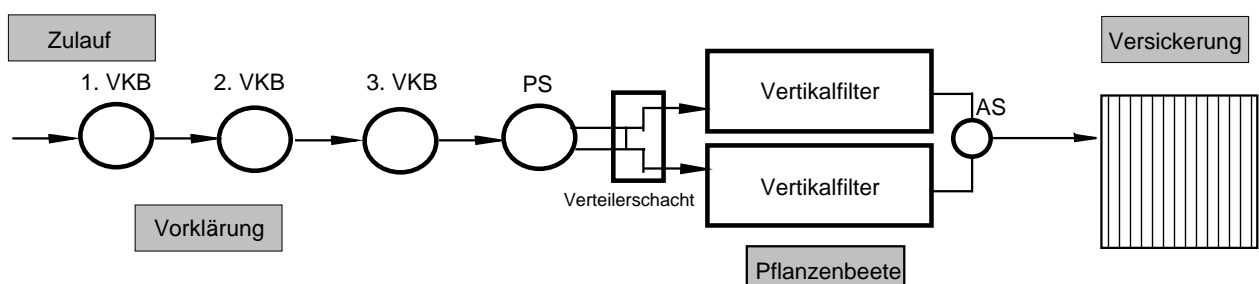 Zulauf
1. VKB
2. VKB
3. VKB
PS
Verteilerschacht
Vorklärung
Vertikalfilter
Vertikalfilter
Pflanzenbeete
AS
Versickerung